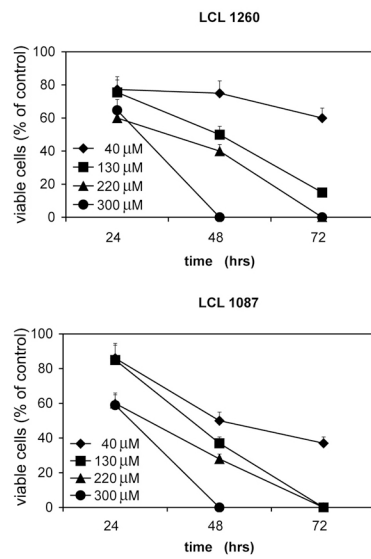 LCL 1260
100
80
60
40
20
0
viable cells (% of control)
40 µM
130 µM
220 µM
300 µM
24 48 72
time (hrs)
LCL 1087
100
80
60
40
20
0
viable cells (% of control)
40 µM
130 µM
220 µM
300 µM
24 48 72
time (hrs)